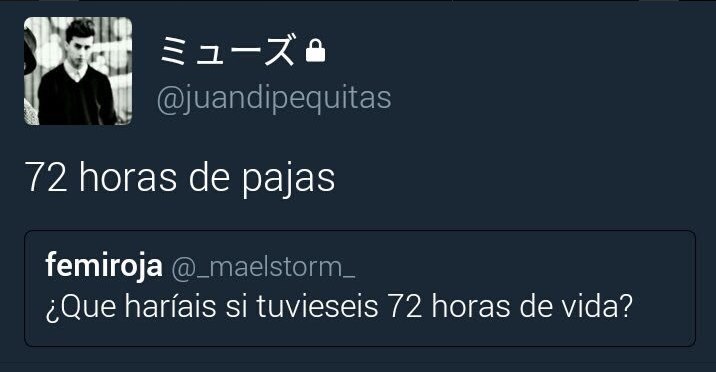 ミューズ
@juandipequitas
72 horas de pajas
femiroja @_maelstorm_
¿Que haríais si tuvieseis 72 horas de vida?